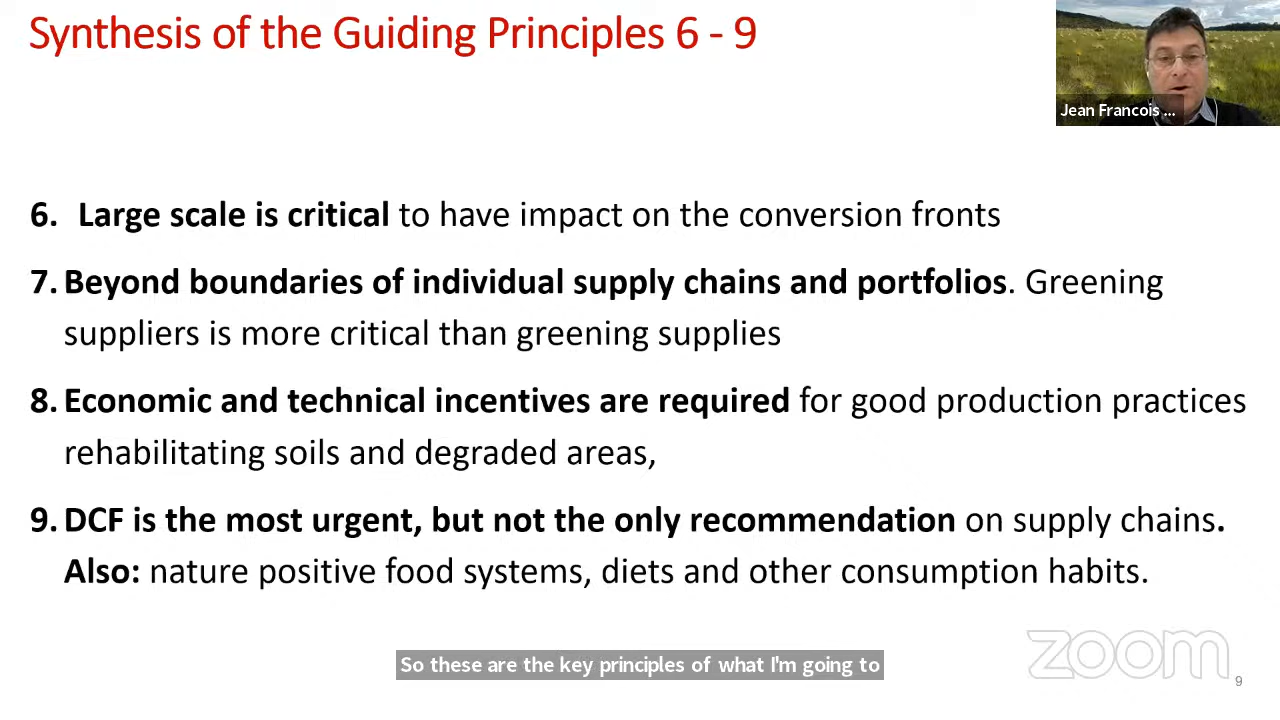 Synthesis of the Guiding Principles 6 - 9
Jean Francois ...
6. Large scale is critical to have impact on the conversion fronts
7. Beyond boundaries of individual supply chains and portfolios. Greening
suppliers is more critical than greening supplies
8. Economic and technical incentives are required for good production practices
rehabilitating soils and degraded areas,
9. DCF is the most urgent, but not the only recommendation on supply chains.
Also: nature positive food systems, diets and other consumption habits.
zoom
So these are the key principles of what I'm going to
9